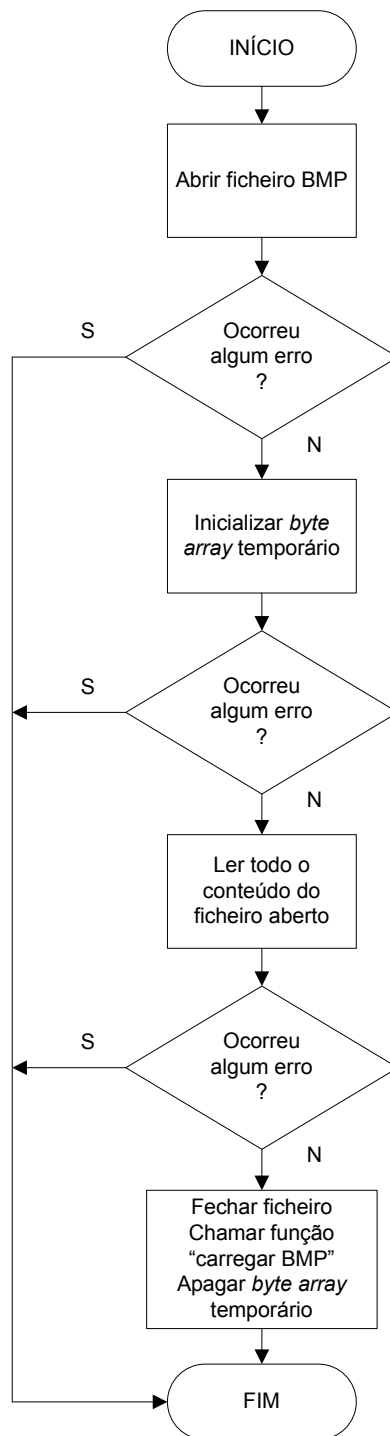 INÍCIO
Abrir ficheiro BMP
S
Ocorreu
algum erro
?
N
Inicializar byte
array temporário
S
Ocorreu
algum erro
?
N
Ler todo o
conteúdo do
ficheiro aberto
S
Ocorreu
algum erro
?
N
Fechar ficheiro
Chamar função
“carregar BMP”
Apagar byte array
temporário
FIM